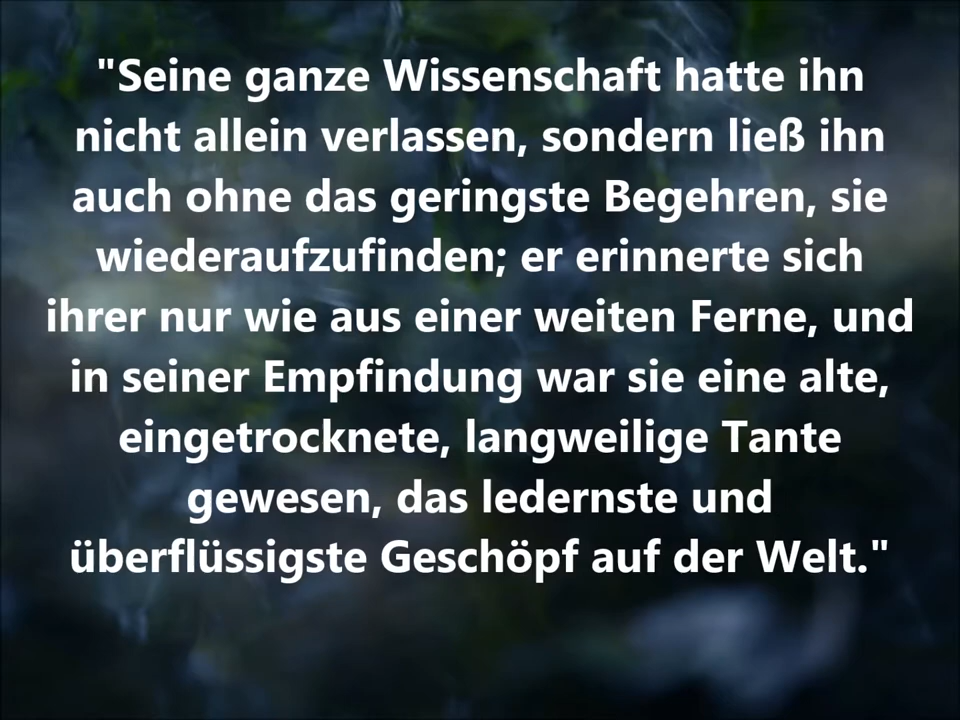 "Seine ganze Wissenschaft hatte ihn
nicht allein verlassen, sondern ließ ihn
auch ohne das geringste Begehren, sie
wiederaufzufinden; er erinnerte sich
ihrer nur wie aus einer weiten Ferne, und
in seiner Empfindung war sie eine alte,
eingetrocknete, langweilige Tante
gewesen, das ledernste und
überflüssigste Geschöpf auf der Welt."